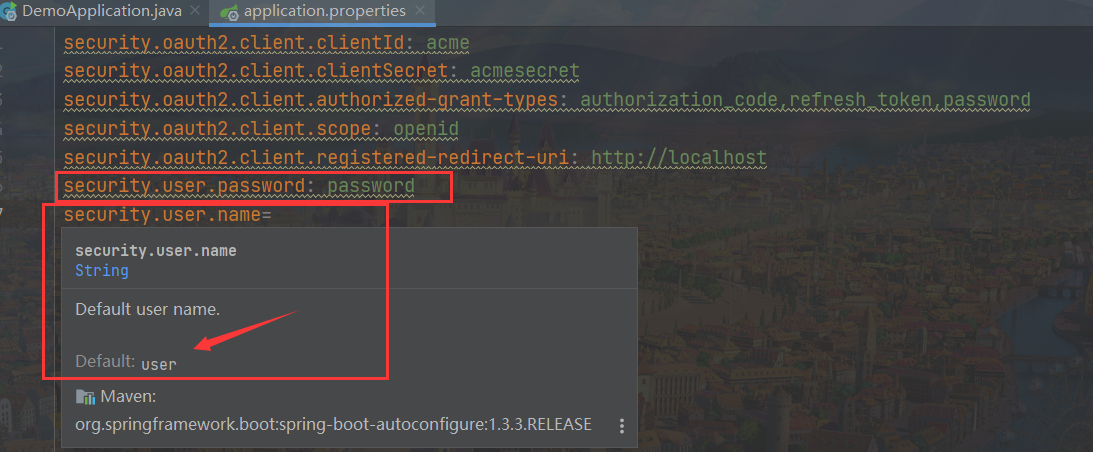 DemoApplication.java
application.properties
security.oauth2.client.clientId: acme
security.oauth2.client.clientSecret: acmesecret
security.oauth2.client.authorized-grant-types: authorization_code,refresh_token,password
security.oauth2.client.scope: openid
security.oauth2.client.registered-redirect-uri: http://localhost
security.user.password: password
security.user.name=
security.user.name
String
Default user name.
Default: user
Maven:
org.springframework.boot:spring-boot-autoconfigure:1.3.3.RELEASE